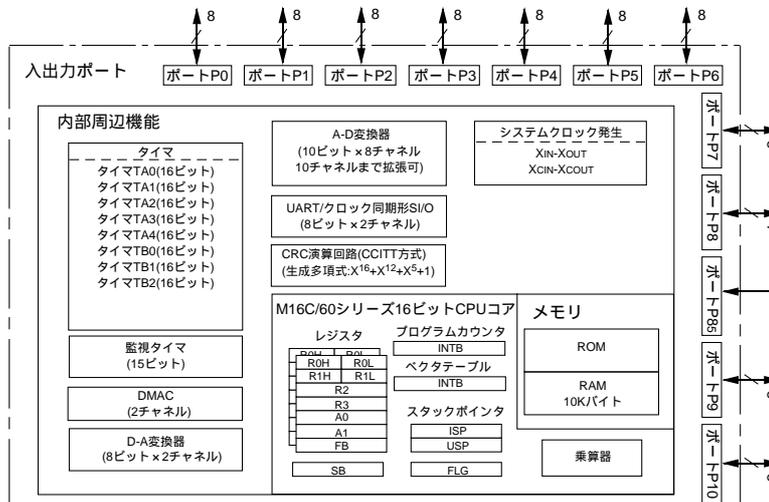 8 8 8 8 8 8 8
入出力ポート
ポートP0 ポートP1 ポートP2 ポートP3 ポートP4 ポートP5 ポートP6
内部周辺機能
タイマ
タイマTA0(16ビット)
タイマTA1(16ビット)
タイマTA2(16ビット)
タイマTA3(16ビット)
タイマTA4(16ビット)
タイマTB0(16ビット)
タイマTB1(16ビット)
タイマTB2(16ビット)
監視タイマ
(15ビット)
DMAC
(2チャネル)
D-A変換器
(8ビット×2チャネル)
A-D変換器
(10ビット×8チャネル
10チャネルまで拡張可)
UART/クロック同期形SI/O
(8ビット×2チャネル)
CRC演算回路(CCITT方式)
(生成多項式:X16+X12+X5+1)
システムクロック発生
XIN-XOUT
XCIN-XCOUT
M16C/60シリーズ16ビットCPUコア
レジスタ
R0H R0L
R0H R0L
R1H R1L
R2
R3
A0
A1
FB
SB
プログラムカウンタ
INTB
ベクタテーブル
INTB
スタックポインタ
ISP
USP
FLG
メモリ
ROM
RAM
10Kバイト
乗算器
ポートP7
ポートP8
ポートP85
ポートP9
ポートP10